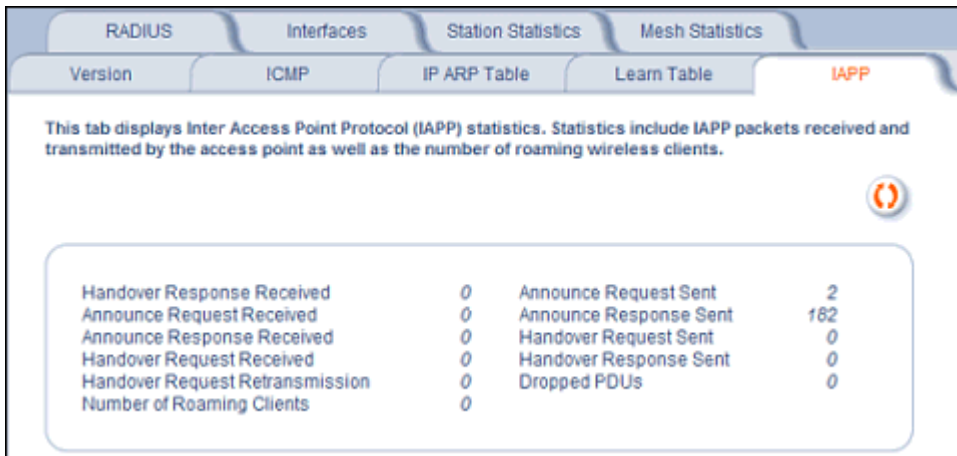 RADIUS Interfaces Station Statistics Mesh Statistics
Version ICMP IP ARP Table Learn Table IAPP
This tab displays Inter Access Point Protocol (IAPP) statistics. Statistics include IAPP packets received and
transmitted by the access point as well as the number of roaming wireless clients.
Handover Response Received 0 Announce Request Sent 2
Announce Request Received 0 Announce Response Sent 182
Announce Response Received 0 Handover Request Sent 0
Handover Request Received 0 Handover Response Sent 0
Handover Request Retransmission 0 Dropped PDUs 0
Number of Roaming Clients 0